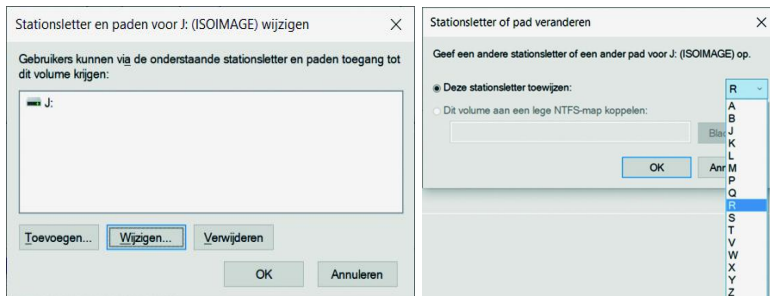 Stationsletter en paden voor J: (ISOIMAGE) wijzigen
Gebruikers kunnen via de onderstaande stationsletter en paden toegang tot
dit volume krijgen:
J:
Toevoegen...
Wijzigen...
Verwijderen
OK
Annuleren
Stationsletter of pad veranderen
Geef een andere stationsletter of een ander pad voor J: (ISOIMAGE) op.
Deze stationsletter toewijzen:
R
Dit volume aan een lege NTFS-map koppelen:
OK
A
B
J
K
L
M
P
Q
R
S
T
V
W
X
Y
Z